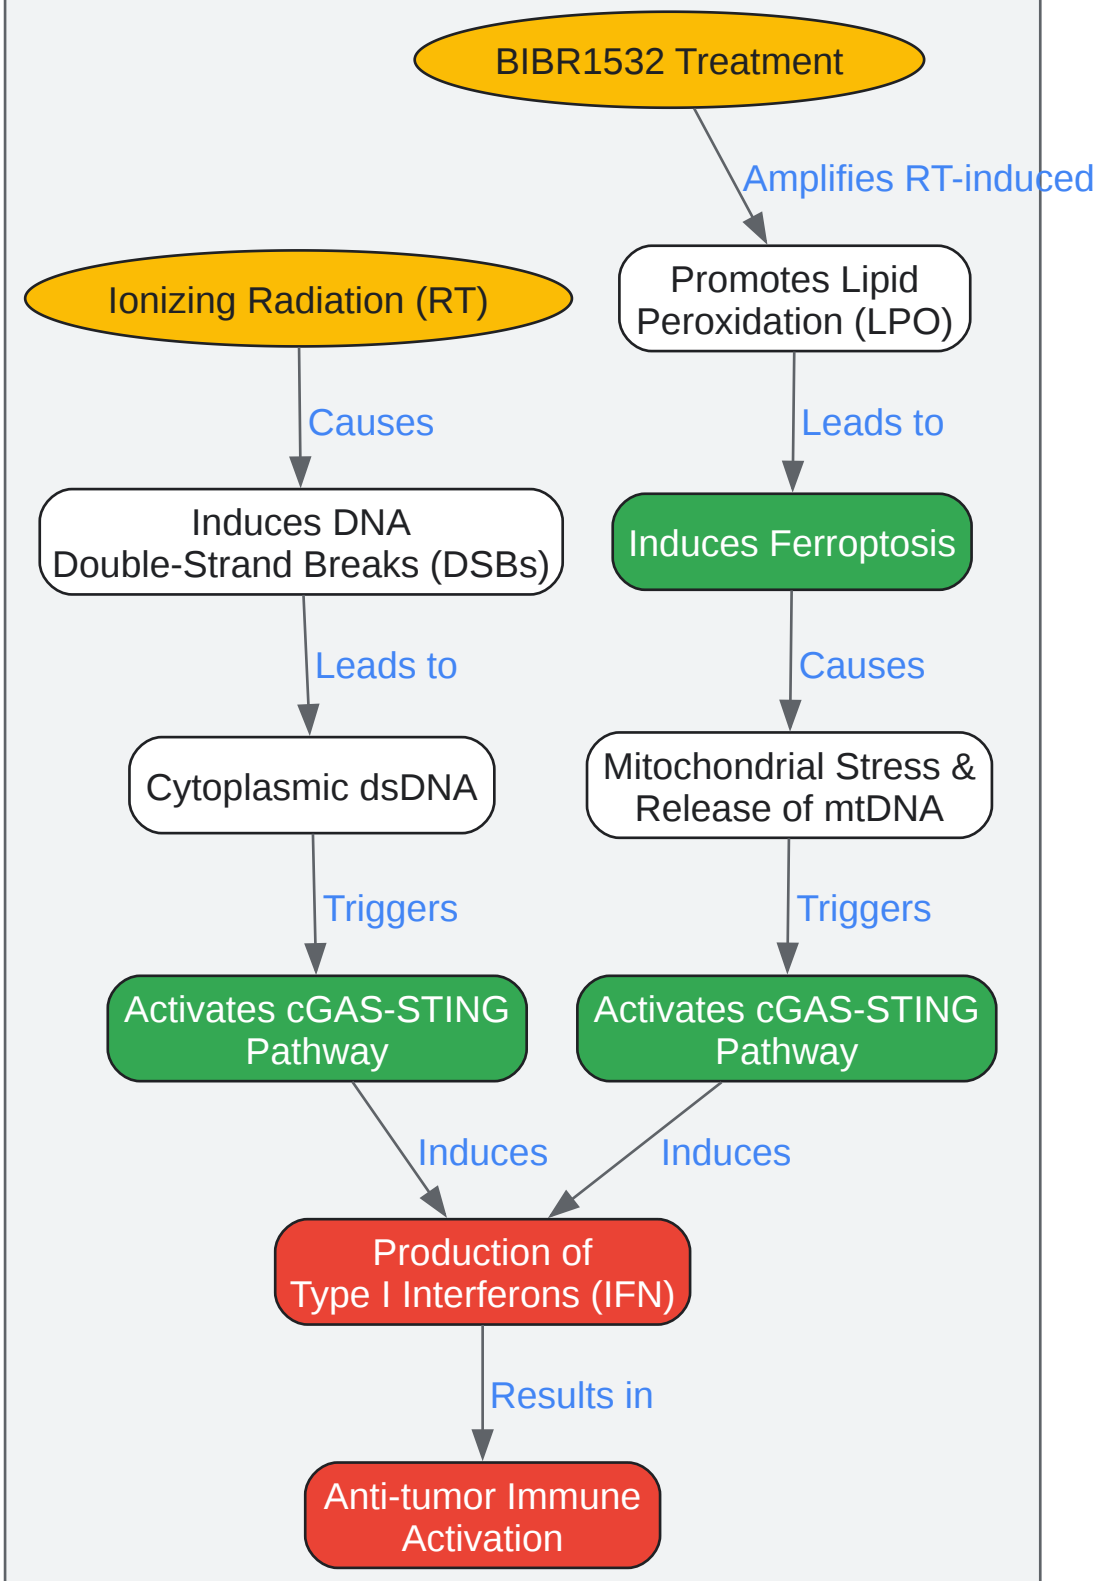 BIBR1532 Treatment
Amplifies RT-induced
Ionizing Radiation (RT)
Promotes Lipid
Peroxidation (LPO)
Causes
Leads to
Induces DNA
Double-Strand Breaks (DSBs)
Induces Ferroptosis
Leads to
Causes
Cytoplasmic dsDNA
Mitochondrial Stress &
Release of mtDNA
Triggers
Triggers
Activates cGAS-STING
Pathway
Activates cGAS-STING
Pathway
Induces
Induces
Production of
Type I Interferons (IFN)
Results in
Anti-tumor Immune
Activation